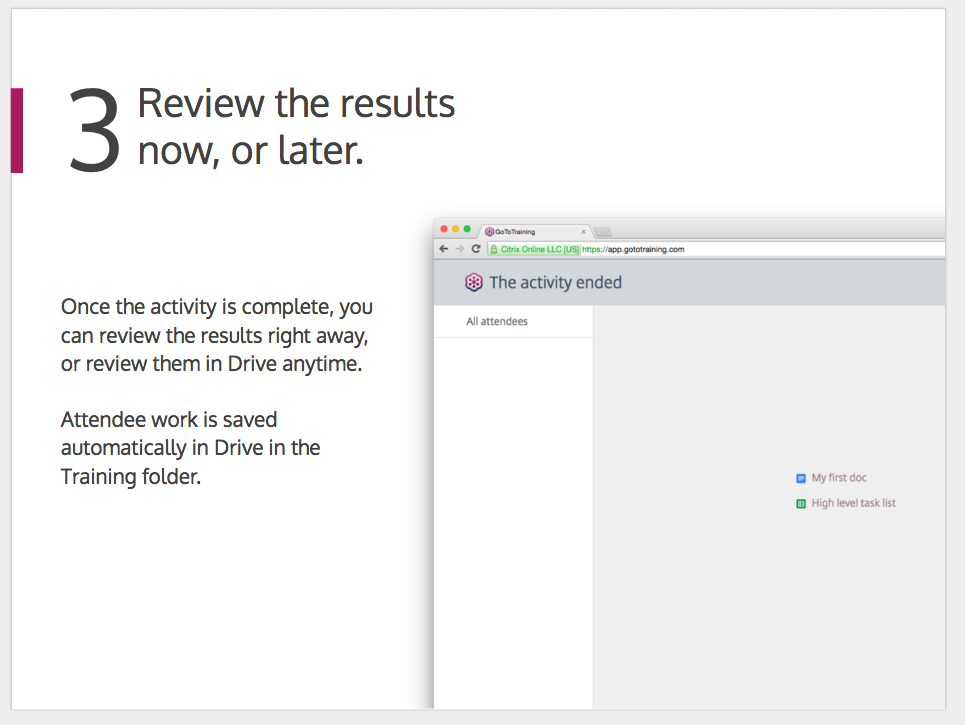 3
Review the results
now, or later.
Once the activity is complete, you
can review the results right away,
or review them in Drive anytime.
Attendee work is saved
automatically in Drive in the
Training folder.
GoToTraining
Citrix Online LLC [US] https://app.gototraining.com
The activity ended
All attendees
My first doc
High level task list